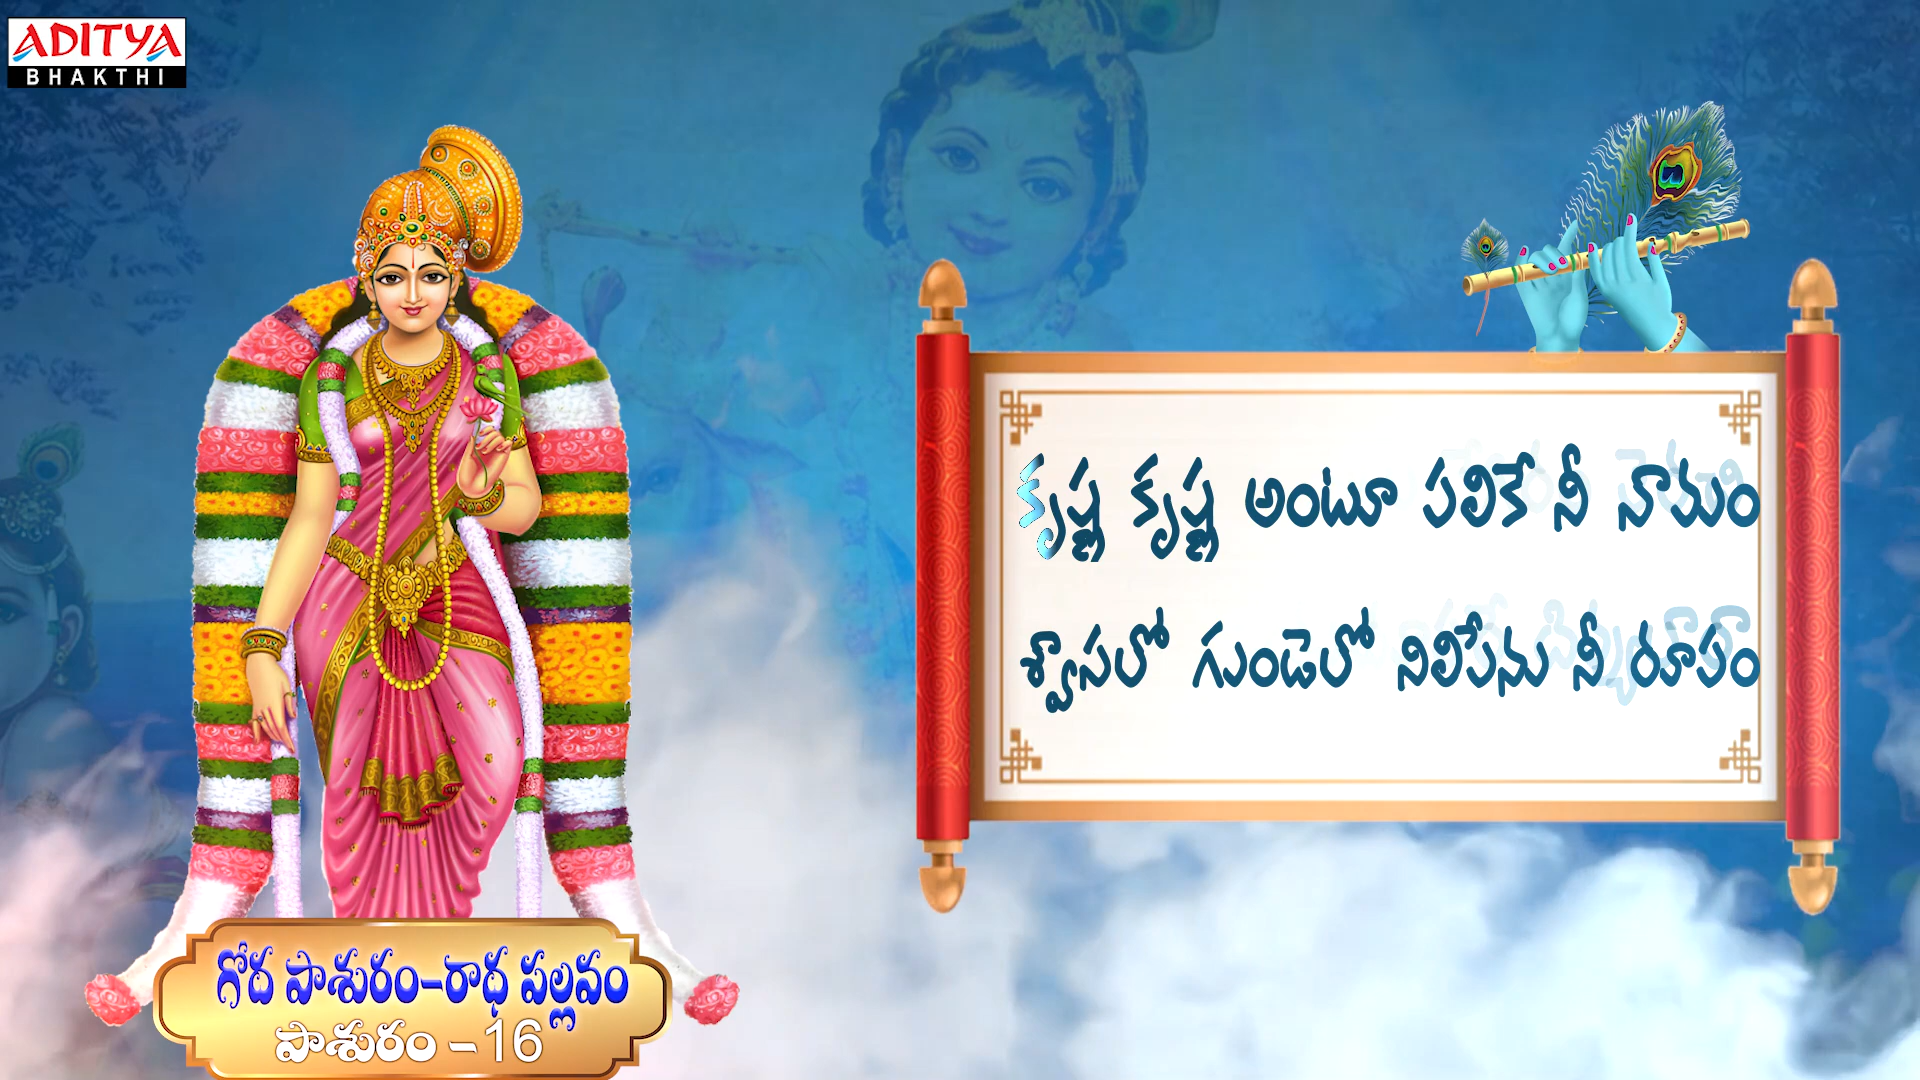 ADITYA
BHAKTHI
కృష్ణ కృష్ణ అంటూ పలికే నీ నామం
శ్వాసలో గుండెలో నిలిపేను నీ రూపం
గోద పాశురం-రాధ పల్లవం
పాశురం -16